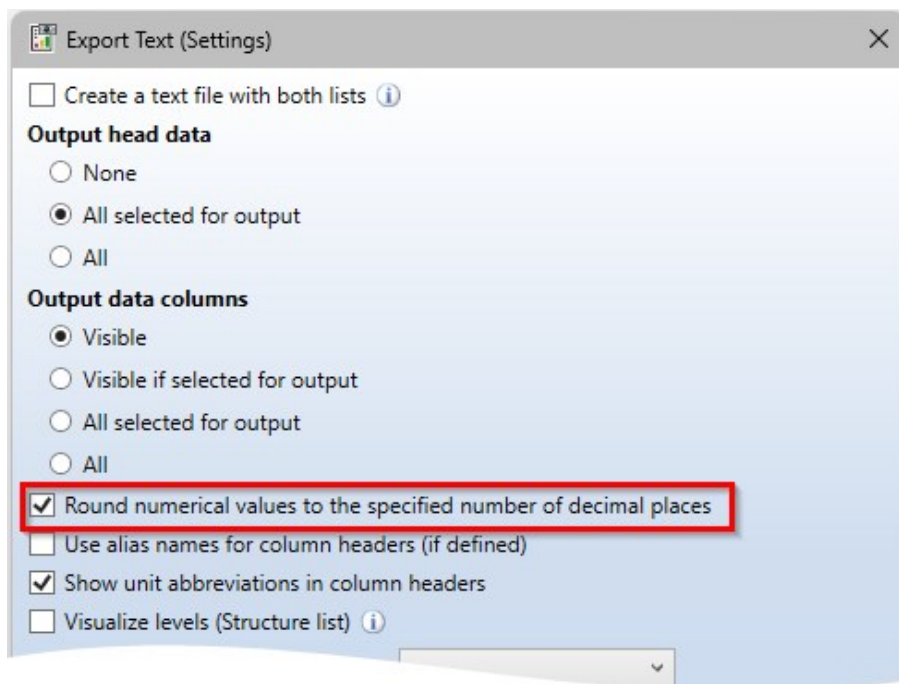 Export Text (Settings)
Create a text file with both lists
Output head data
None
All selected for output
All
Output data columns
Visible
Visible if selected for output
All selected for output
All
Round numerical values to the specified number of decimal places
Use alias names for column headers (if defined)
Show unit abbreviations in column headers
Visualize levels (Structure list)